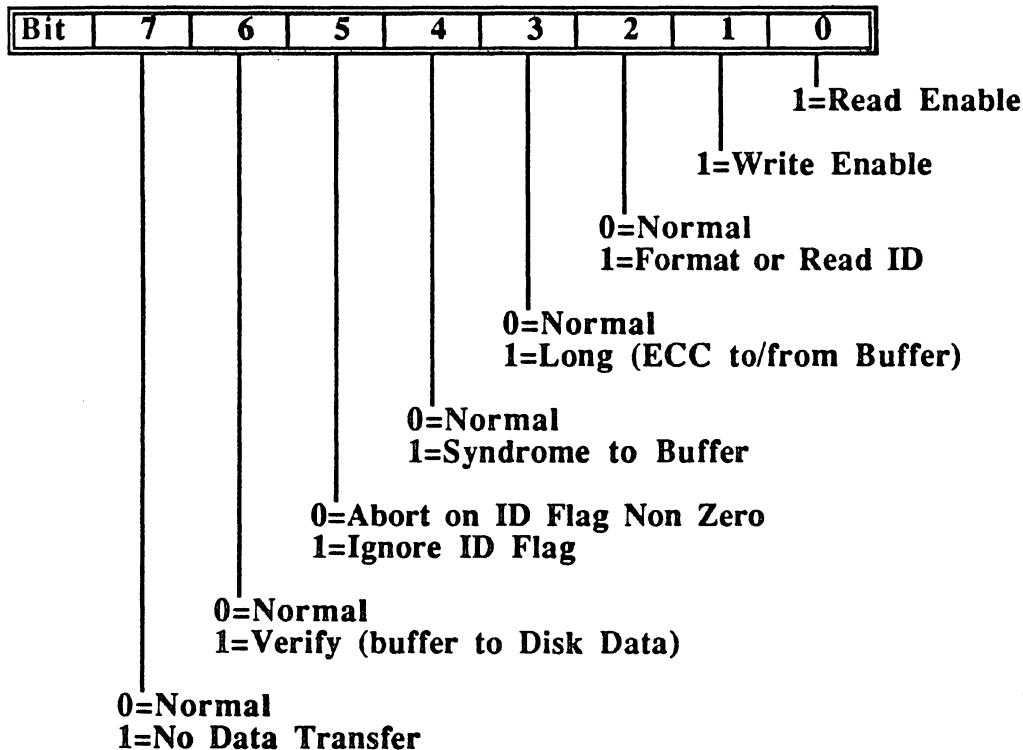 Bit 7 6 5 4 3 2 1 0
1=Read Enable
1=Write Enable
0=Normal
1=Format or Read ID
0=Normal
1=Long (ECC to/from Buffer)
0=Normal
1=Syndrome to Buffer
0=Abort on ID Flag Non Zero
1=Ignore ID Flag
0=Normal
1=Verify (buffer to Disk Data)
0=Normal
1=No Data Transfer